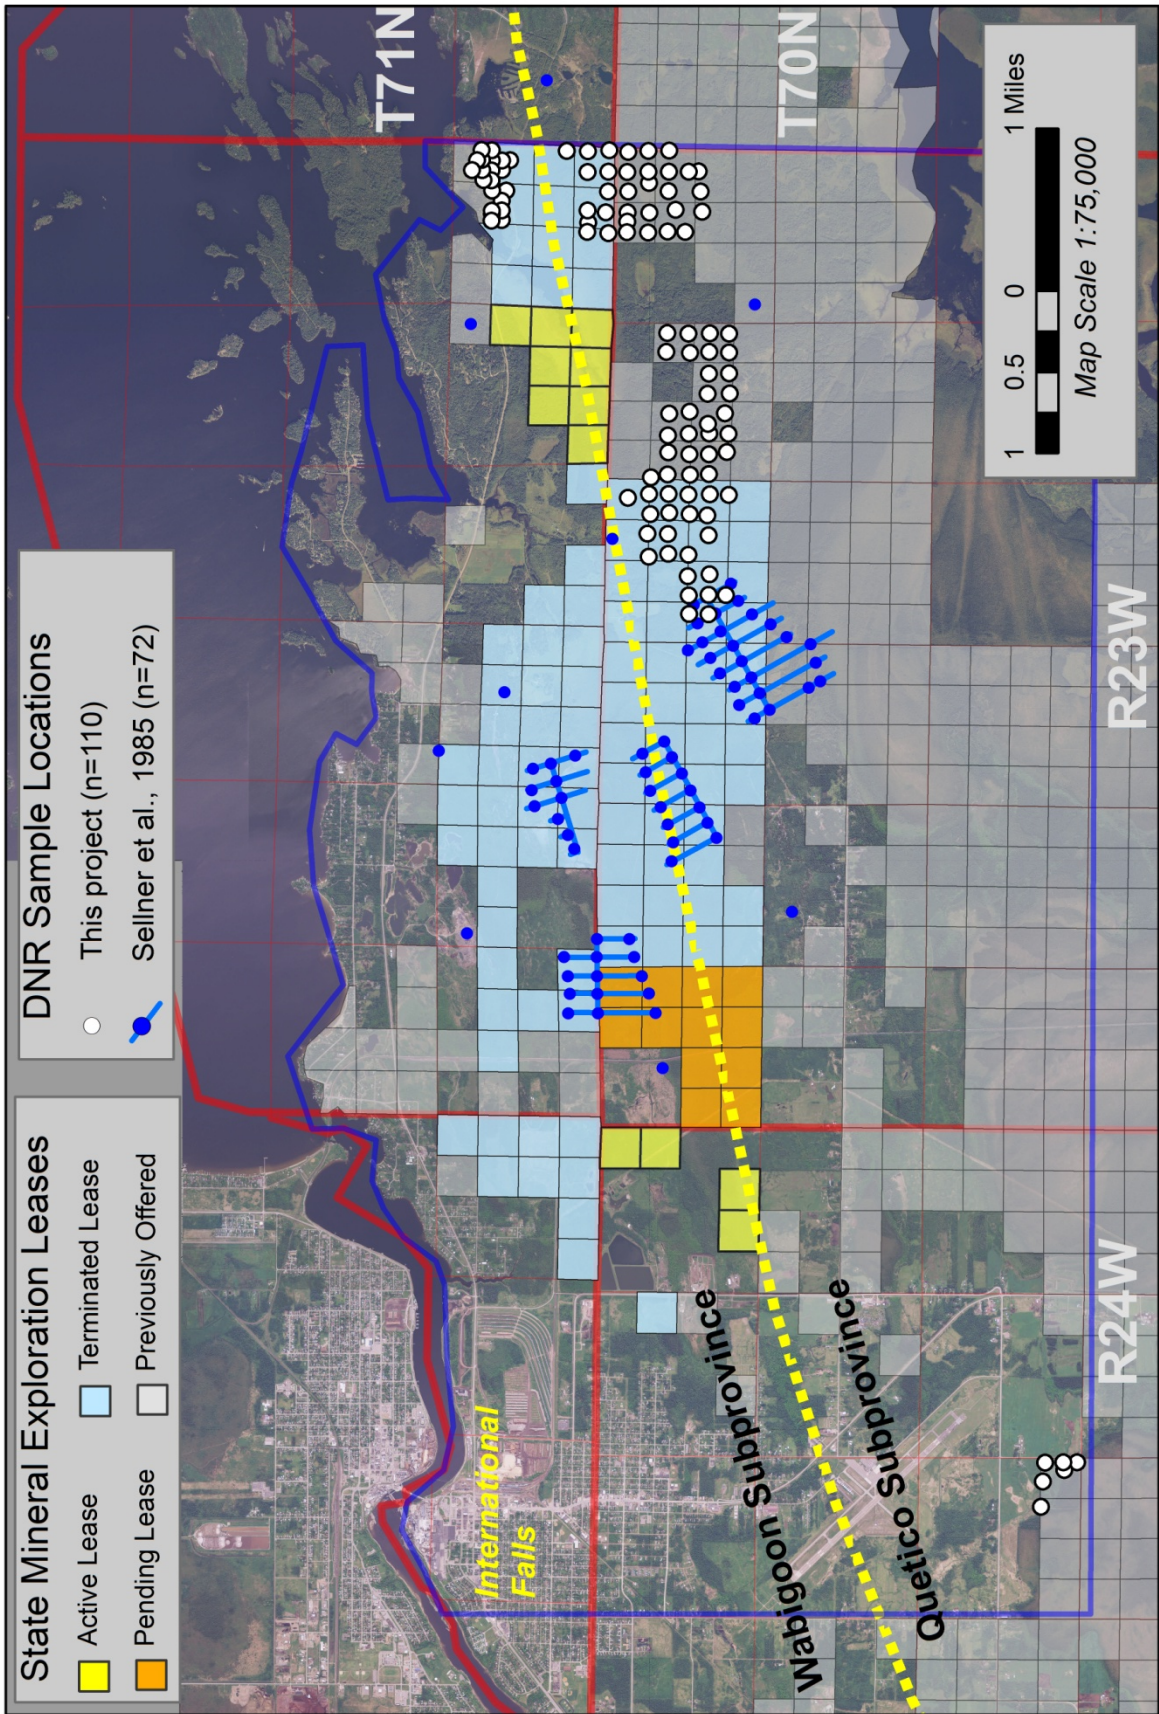 State Mineral Exploration Leases
Active Lease
Terminated Lease
Pending Lease
Previously Offered
DNR Sample Locations
This project (n=110)
Sellner et al., 1985 (n=72)
T71N
T70N
International
Falls
Wabigoon Subprovince
Quetico Subprovince
R24W
R23W
1 0.5 0 1 Miles
Map Scale 1:75,000